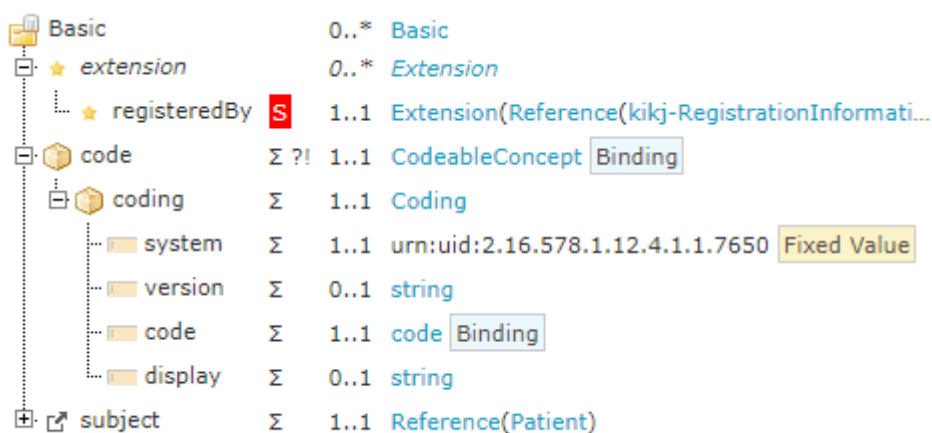 Basic 0..* Basic
extension 0..* Extension
registeredBy S 1..1 Extension(Reference(kikj-RegistrationInformati...
code Σ ?! 1..1 CodeableConcept Binding
coding Σ 1..1 Coding
system Σ 1..1 urn:uid:2.16.578.1.12.4.1.1.7650 Fixed Value
version Σ 0..1 string
code Σ 1..1 code Binding
display Σ 0..1 string
subject Σ 1..1 Reference(Patient)